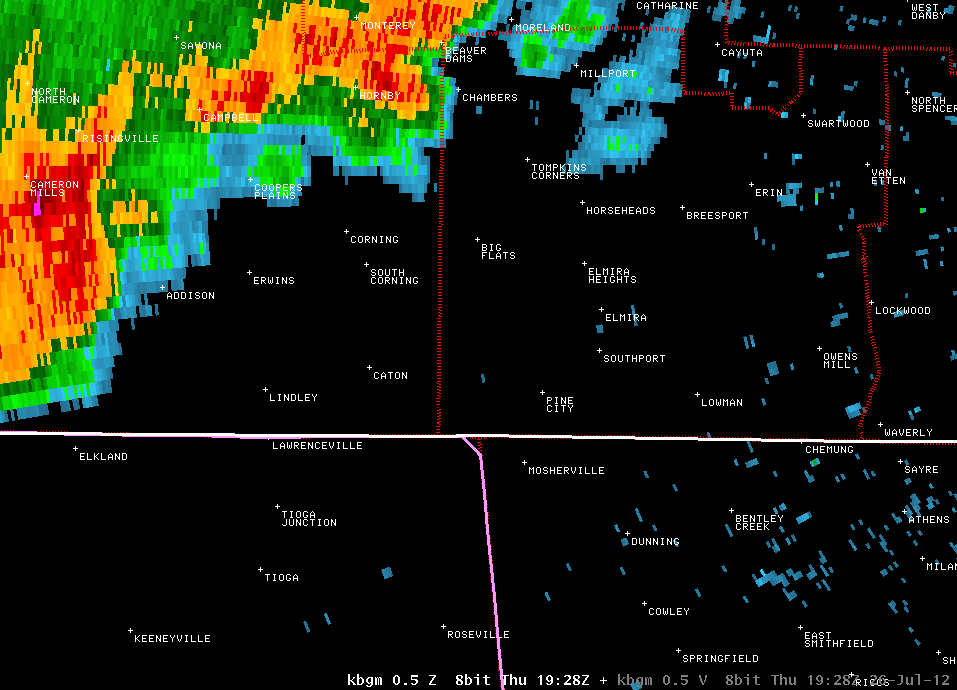 CATHARINE
WEST
DANBY
MONTEREY
MORELAND
SAVONA
BEAVER
DAMS
CAYUTA
MILLPORT
NORTH
CAMERON
HORNBY
CHAMBERS
NORTH
SPENCER
CAMPBELL
SWARTWOOD
RISINGVILLE
TOMPKINS
CORNERS
VAN
ETTEN
CAMERON
MILLS
COOPERS
PLAINS
ERIN
HORSEHEADS
BREESPORT
CORNING
BIG
FLATS
SOUTH
CORNING
ERWINS
ELMIRA
HEIGHTS
ADDISON
LOCKWOOD
ELMIRA
SOUTHPORT
OWENS
MILL
CATON
LINDLEY
PINE
CITY
LOWMAN
WAVERLY
LAWRENCEVILLE
CHEMUNG
ELKLAND
MOSHERVILLE
SAYRE
TIOGA
JUNCTION
BENTLEY
CREEK
ATHENS
DUNNING
MILAN
TIOGA
COWLEY
KEENEYVILLE
ROSEVILLE
EAST
SMITHFIELD
SPRINGFIELD
SH
RIGGS
kbgm 0.5 Z 8bit Thu 19:28Z + kbgm 0.5 V 8bit Thu 19:28Z 26-Jul-12